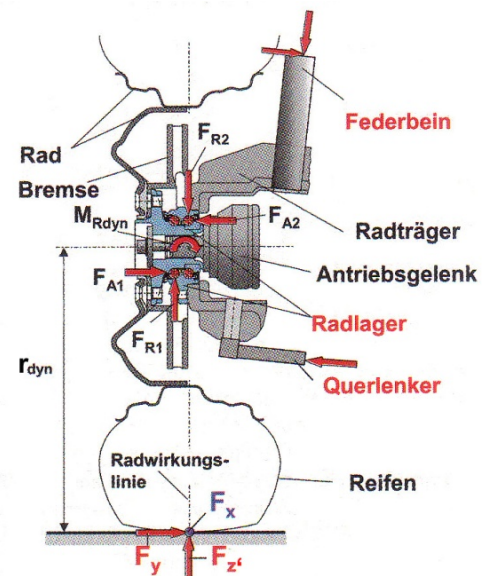 Federbein
Rad
F_R2
Bremse
M_Rdyn
F_A2
Radträger
F_A1
Antriebsgelenk
Radlager
F_R1
r_dyn
Querlenker
Radwirkungs-
linie
Reifen
F_x
F_y
F_z'